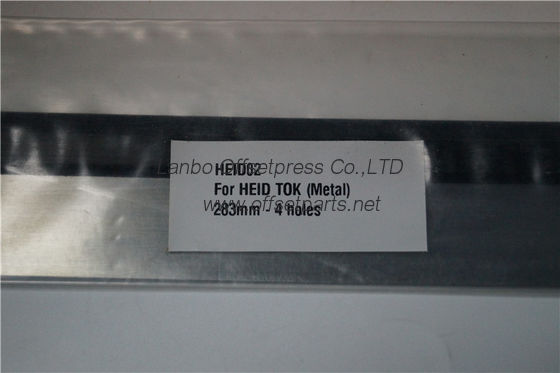 Lanbo Offsetpress Co.,LTD
HEID02
For HEID TOK (Metal)
www.offsetparts.net
283mm - 4 holes